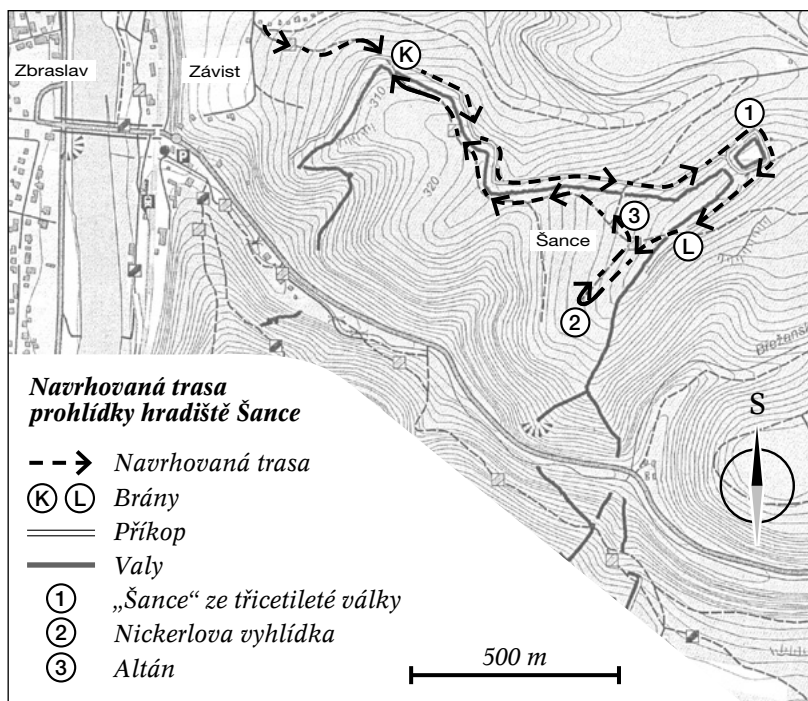 Zbraslav
Závist
K
310
320
1
3
Šance
L
2
Břežans
S
Navrhovaná trasa
prohlídky hradiště Šance
Navrhovaná trasa
K L Brány
Příkop
Valy
1 „Šance“ ze třicetileté války
2 Nickerlova vyhlídka
3 Altán
500 m
P